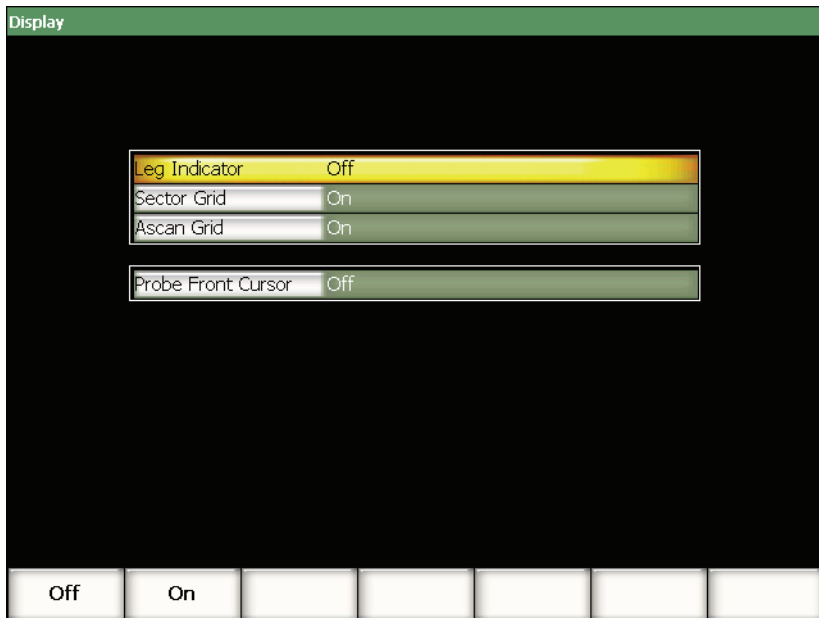 Display
Leg Indicator Off
Sector Grid On
Ascan Grid On
Probe Front Cursor Off
Off On